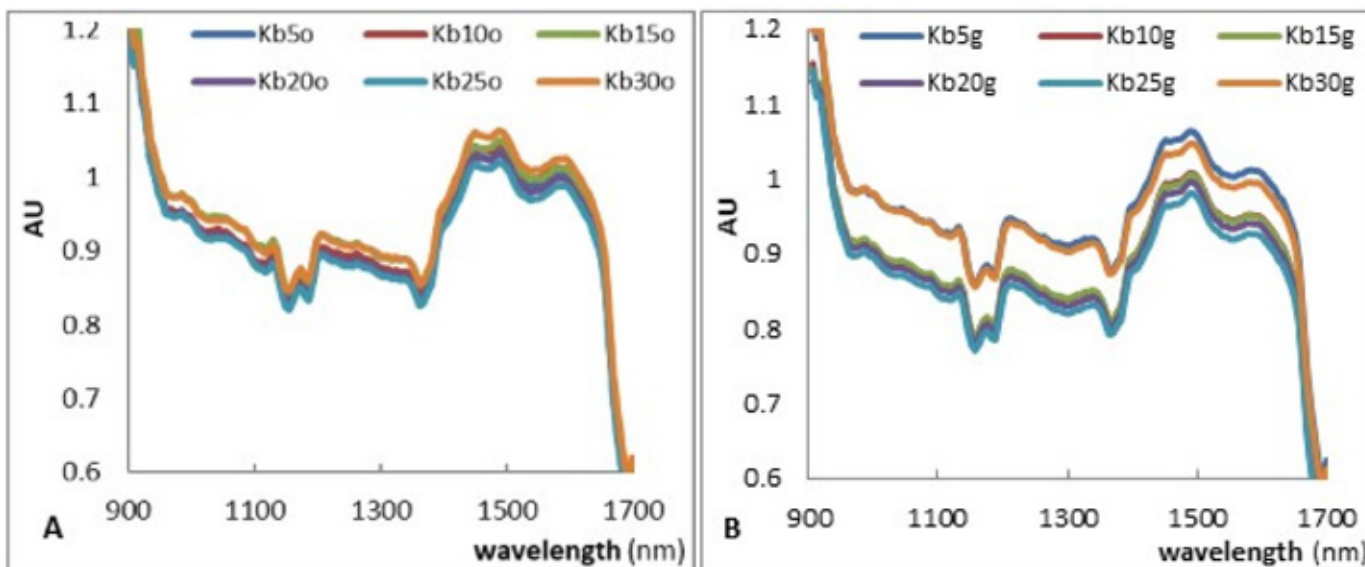 1.2
1.1
1
0.9
0.8
0.7
0.6
AU
Kb5o Kb10o Kb15o
Kb20o Kb25o Kb30o
900 1100 1300 1500 1700
A wavelength (nm)
1.2
1.1
1
0.9
0.8
0.7
0.6
AU
Kb5g Kb10g Kb15g
Kb20g Kb25g Kb30g
900 1100 1300 1500 1700
B wavelength (nm)